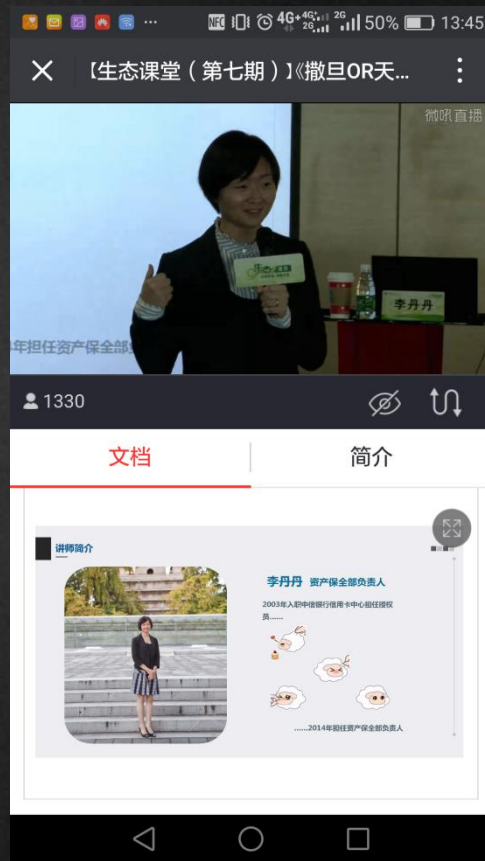 NFC 4G+ 4G+ 2G 2G 50% 13:45
【生态课堂（第七期）】《撒旦OR天...
微吼直播
李丹丹
年担任资产保全部
1330
文档
简介
讲师简介
李丹丹 资产保全部负责人
2003年入职中信银行信用卡中心担任授权
员......
......2014年担任资产保全部负责人